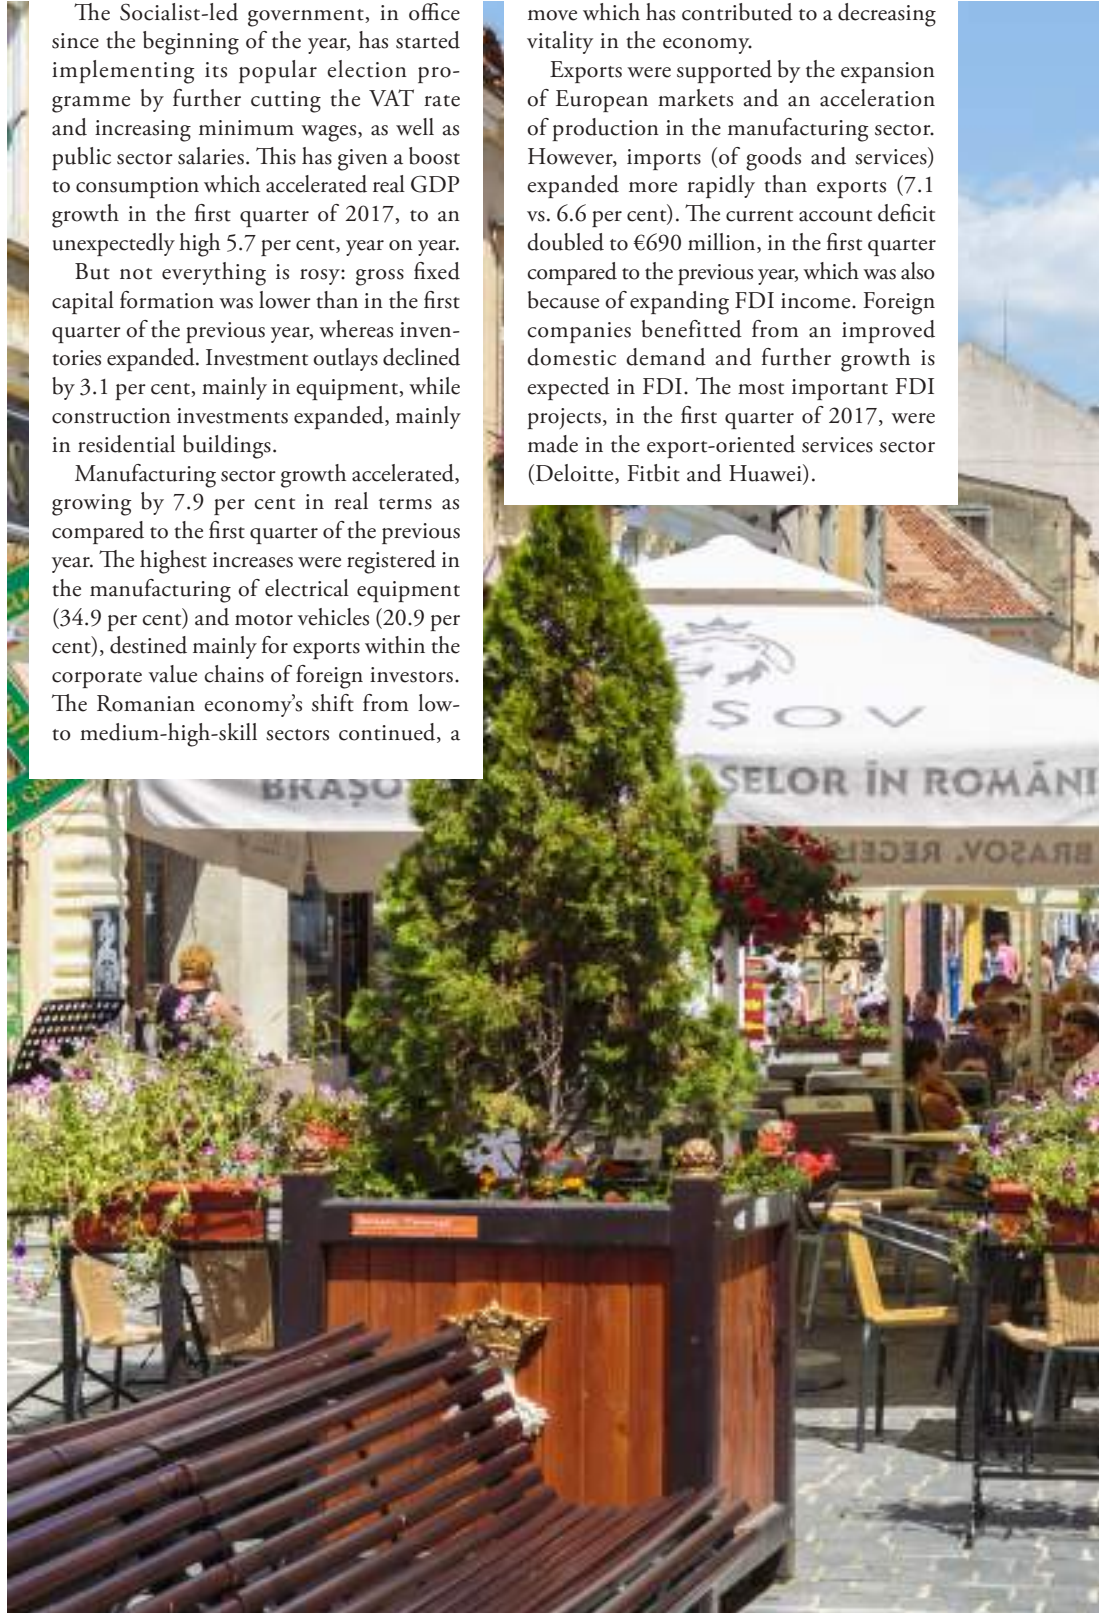 The Socialist-led government, in office
since the beginning of the year, has started
implementing its popular election pro-
gramme by further cutting the VAT rate
and increasing minimum wages, as well as
public sector salaries. This has given a boost
to consumption which accelerated real GDP
growth in the first quarter of 2017, to an
unexpectedly high 5.7 per cent, year on year.
But not everything is rosy: gross fixed
capital formation was lower than in the first
quarter of the previous year, whereas inven-
tories expanded. Investment outlays declined
by 3.1 per cent, mainly in equipment, while
construction investments expanded, mainly
in residential buildings.
Manufacturing sector growth accelerated,
growing by 7.9 per cent in real terms as
compared to the first quarter of the previous
year. The highest increases were registered in
the manufacturing of electrical equipment
(34.9 per cent) and motor vehicles (20.9 per
cent), destined mainly for exports within the
corporate value chains of foreign investors.
The Romanian economy’s shift from low-
to medium-high-skill sectors continued, a
move which has contributed to a decreasing
vitality in the economy.
Exports were supported by the expansion
of European markets and an acceleration
of production in the manufacturing sector.
However, imports (of goods and services)
expanded more rapidly than exports (7.1
vs. 6.6 per cent). The current account deficit
doubled to €690 million, in the first quarter
compared to the previous year, which was also
because of expanding FDI income. Foreign
companies benefitted from an improved
domestic demand and further growth is
expected in FDI. The most important FDI
projects, in the first quarter of 2017, were
made in the export-oriented services sector
(Deloitte, Fitbit and Huawei).
ȘOV
BRAȘO
SELOR ÎN ROMÂNI
BRAȘOV. REGEL